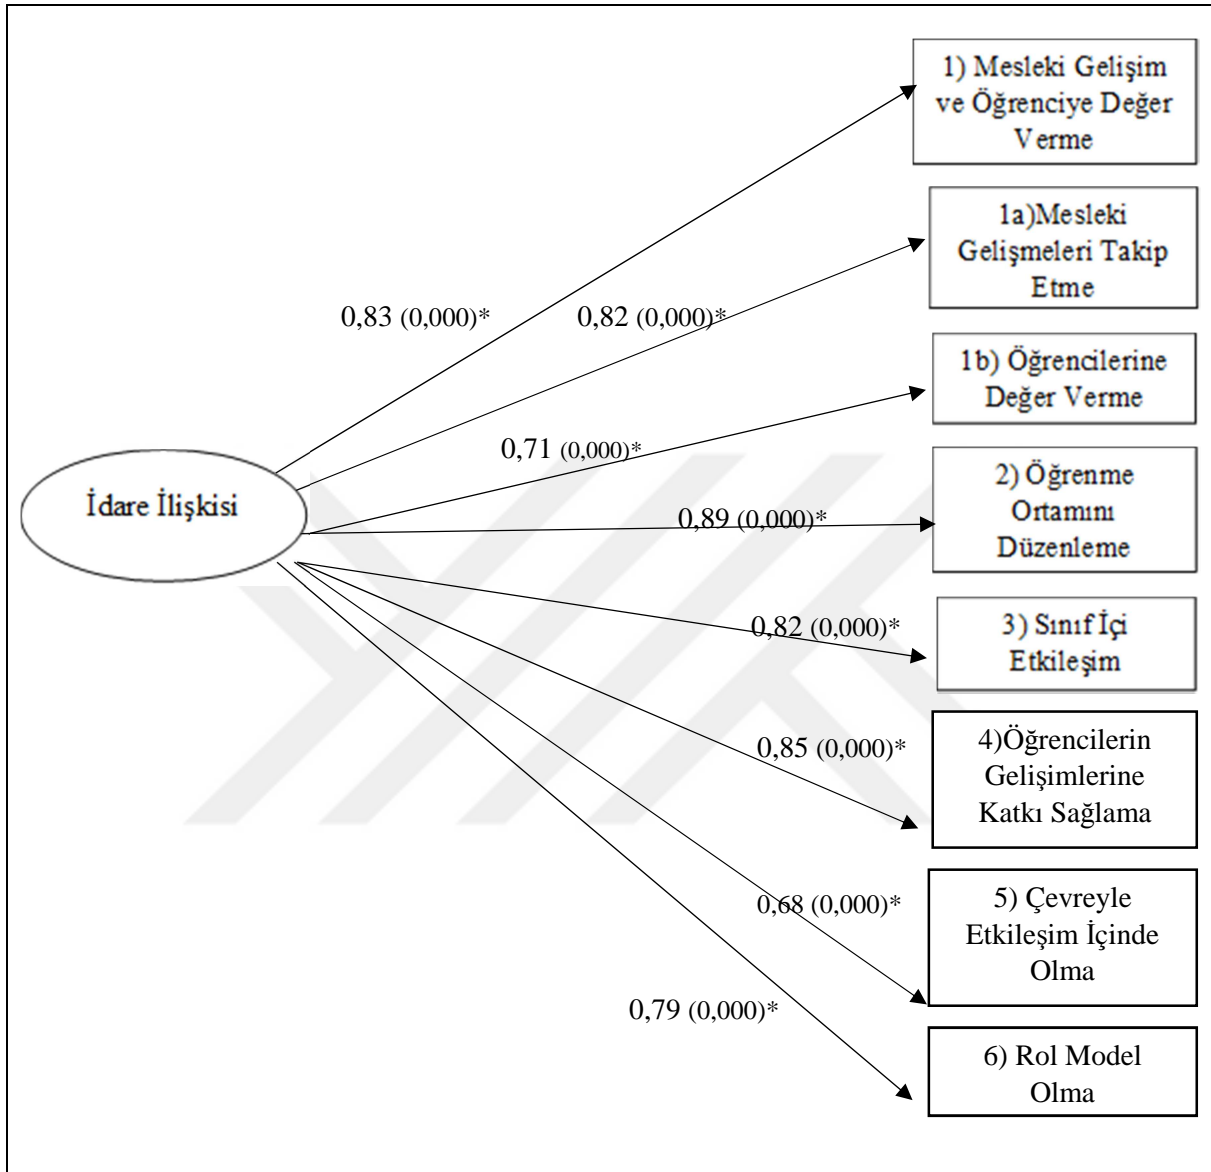 1) Mesleki Gelişim
ve Öğrenciye Değer
Verme
1a)Mesleki
Gelişmeleri Takip
Etme
0,83 (0,000)*
0,82 (0,000)*
1b) Öğrencilerine
Değer Verme
0,71 (0,000)*
İdare İlişkisi
2) Öğrenme
Ortamını
Düzenleme
0,89 (0,000)*
3) Sınıf İçi
Etkileşim
0,82 (0,000)*
4)Öğrencilerin
Gelişimlerine
Katkı Sağlama
0,85 (0,000)*
5) Çevreyle
Etkileşim İçinde
Olma
0,68 (0,000)*
0,79 (0,000)*
6) Rol Model
Olma